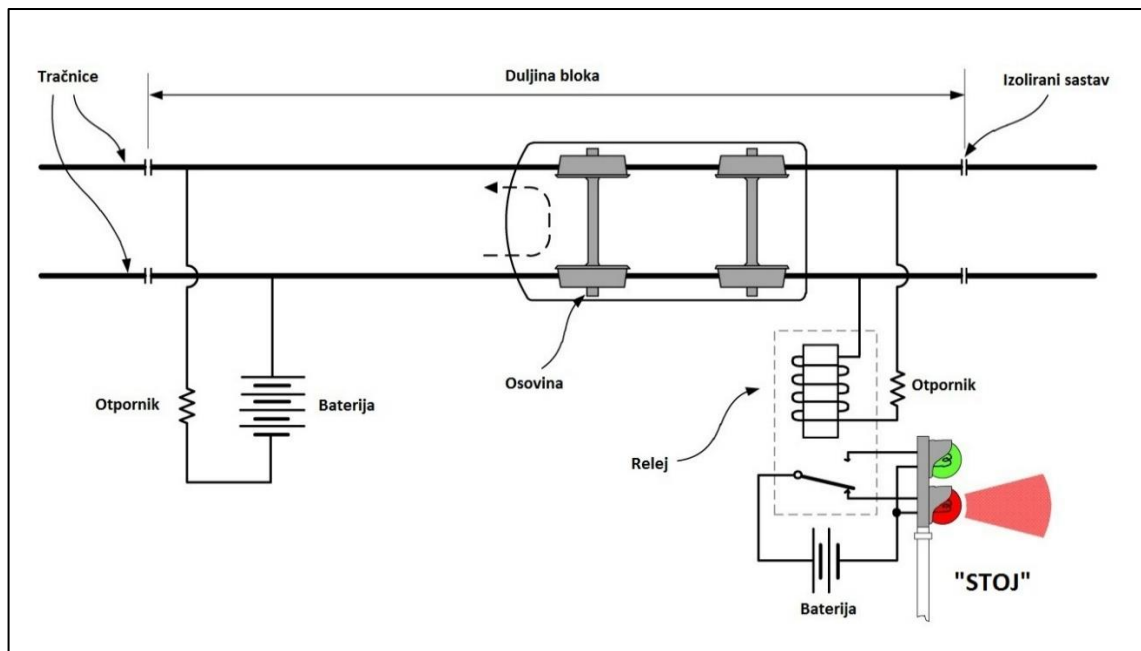 Tračnice
Duljina bloka
Izolirani sastav
Osovina
Otpornik
Baterija
Otpornik
Relej
"STOJ"
Baterija